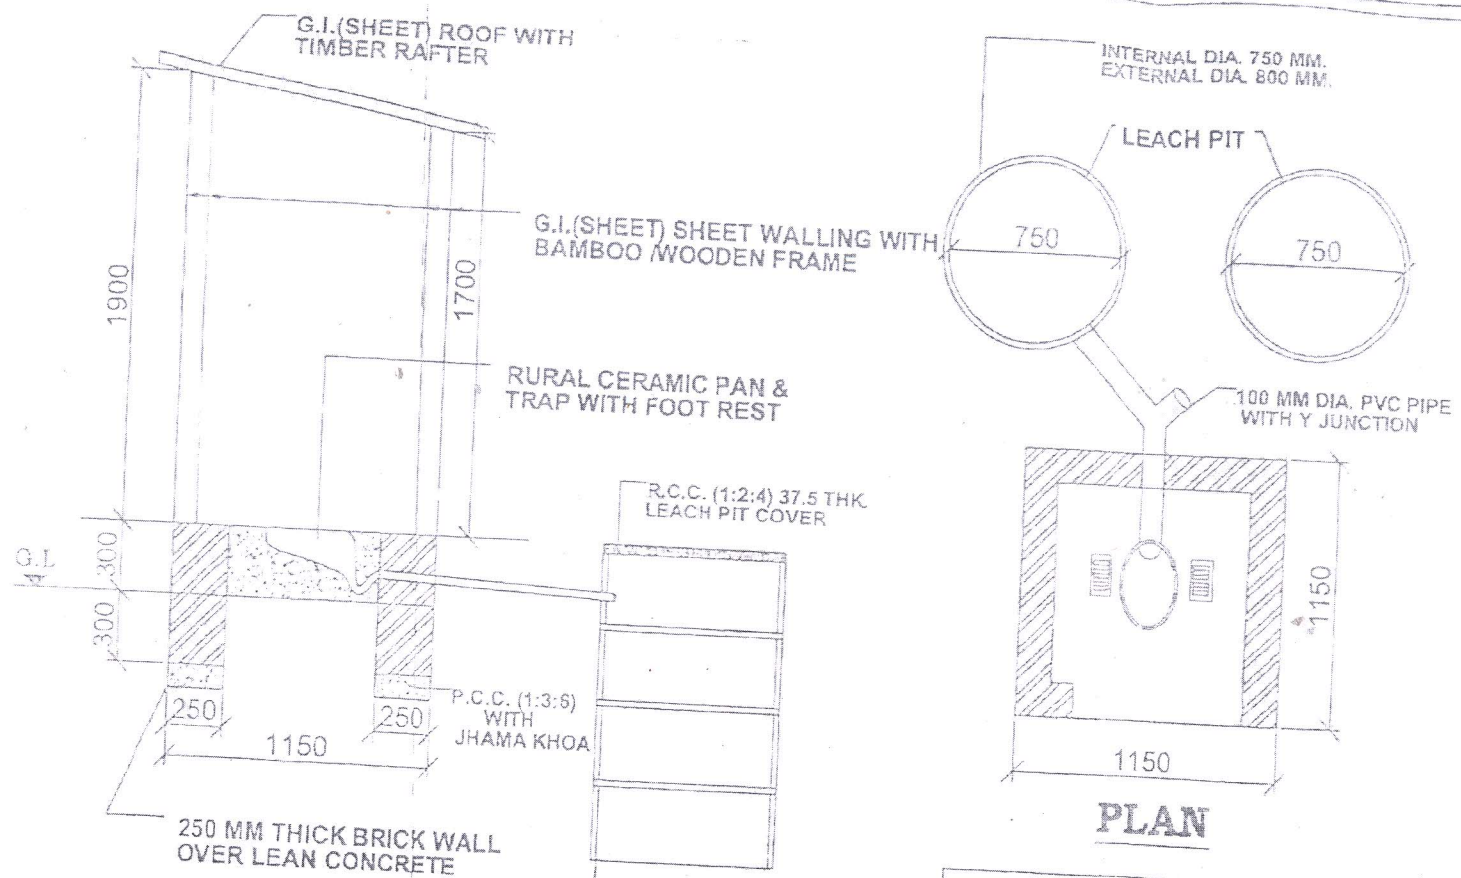 G.I.(SHEET) ROOF WITH
TIMBER RAFTER
1900
1700
G.I.(SHEET) SHEET WALLING WITH
BAMBOO /WOODEN FRAME
RURAL CERAMIC PAN &
TRAP WITH FOOT REST
R.C.C. (1:2:4) 37.5 THK.
LEACH PIT COVER
G.L
300
300
250
250
1150
P.C.C. (1:3:6)
WITH
JHAMA KHOA
250 MM THICK BRICK WALL
OVER LEAN CONCRETE
INTERNAL DIA. 750 MM.
EXTERNAL DIA. 800 MM.
LEACH PIT
750
750
100 MM DIA. PVC PIPE
WITH Y JUNCTION
1150
1150
PLAN